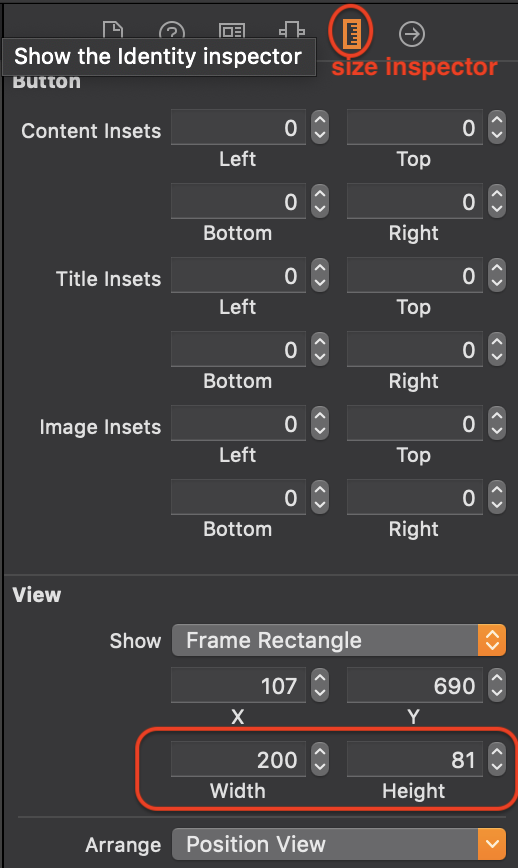 Show the Identity inspector
size inspector
Button
Content Insets 0 0
Left Top
0 0
Bottom Right
Title Insets 0 0
Left Top
0 0
Bottom Right
Image Insets 0 0
Left Top
0 0
Bottom Right
View
Show Frame Rectangle
107 690
X Y
200 81
Width Height
Arrange Position View